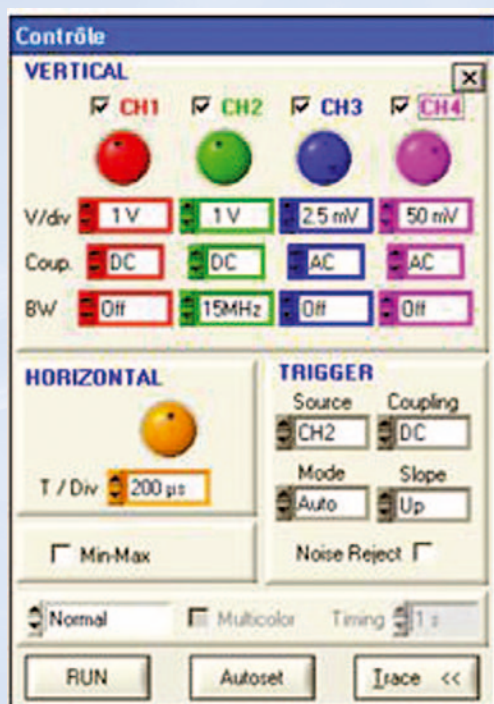 Contrôle
VERTICAL
CH1 CH2 CH3 CH4
V/div 1 V 1 V 2.5 mV 50 mV
Coup. DC DC AC AC
BW Off 15MHz Off Off
HORIZONTAL
T / Div 200 µs
Min-Max
TRIGGER
Source Coupling
CH2 DC
Mode Slope
Auto Up
Noise Reject
Normal Multicolor Timing 1 s
RUN Autoset Trace <<